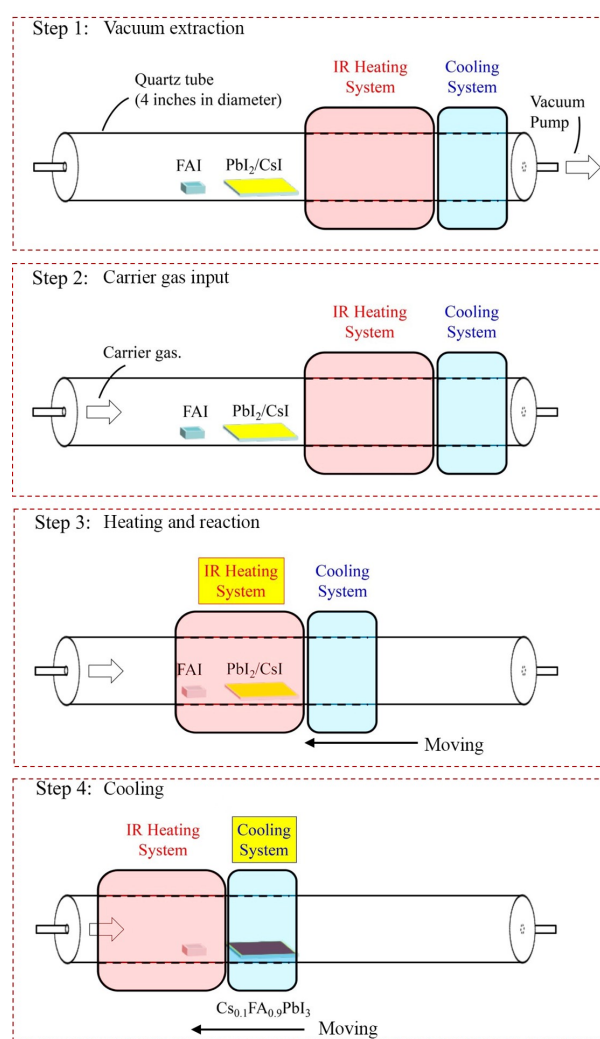 Step 1: Vacuum extraction
Quartz tube
(4 inches in diameter)
IR Heating
System
Cooling
System
Vacuum
Pump
FAI
PbI₂/CsI
Step 2: Carrier gas input
IR Heating
System
Cooling
System
Carrier gas.
FAI
PbI₂/CsI
Step 3: Heating and reaction
IR Heating
System
Cooling
System
FAI
PbI₂/CsI
Moving
Step 4: Cooling
IR Heating
System
Cooling
System
Cs₀.₁FA₀.₉PbI₃
Moving